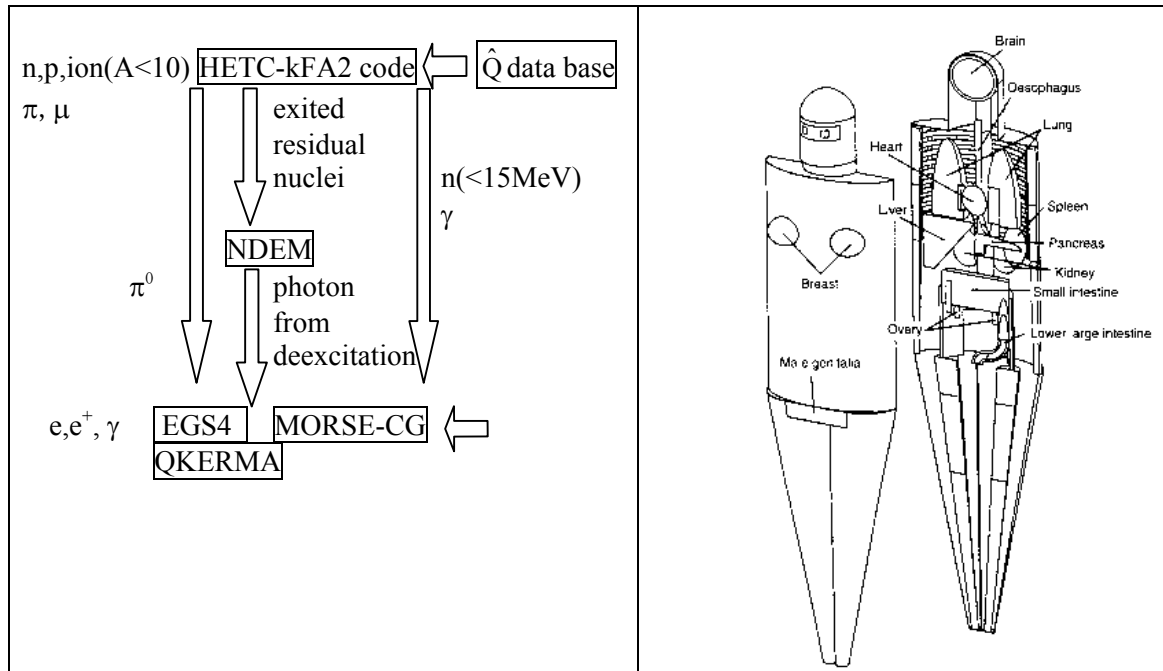 n,p,ion(A<10) HETC-kFA2 code Q̂ data base
π, μ
exited
residual
nuclei
n(<15MeV)
γ
NDEM
π⁰
photon
from
deexcitation
e,e⁺, γ
EGS4
MORSE-CG
QKERMA
Brain
Oesophagus
Lung
Heart
Liver
Spleen
Pancreas
Kidney
Breast
Small intestine
Ovary
Lower large intestine
Male genitalia